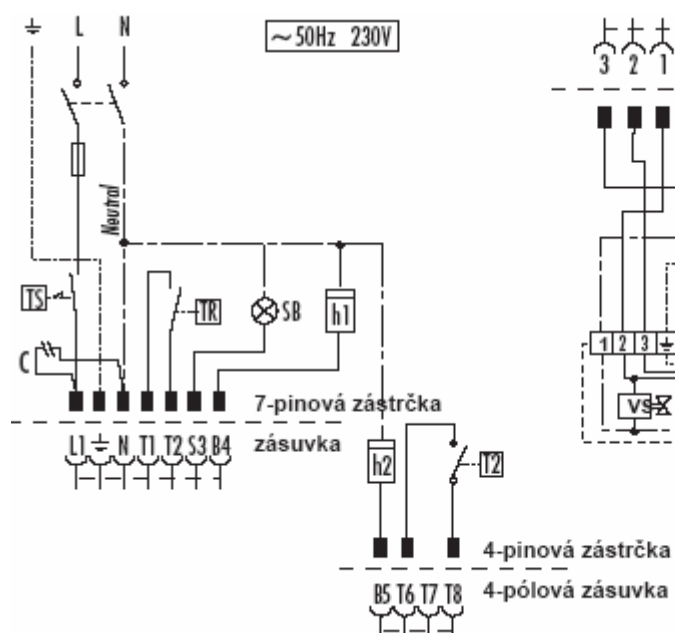 L N
~50Hz 230V
3 2 1
Neutral
TS
TR
SB
h1
C
1 2 3
VS
7-pinová zástrčka
L1 N T1 T2 S3 B4
zásuvka
h2
T2
4-pinová zástrčka
B5 T6 T7 T8
4-pólová zásuvka